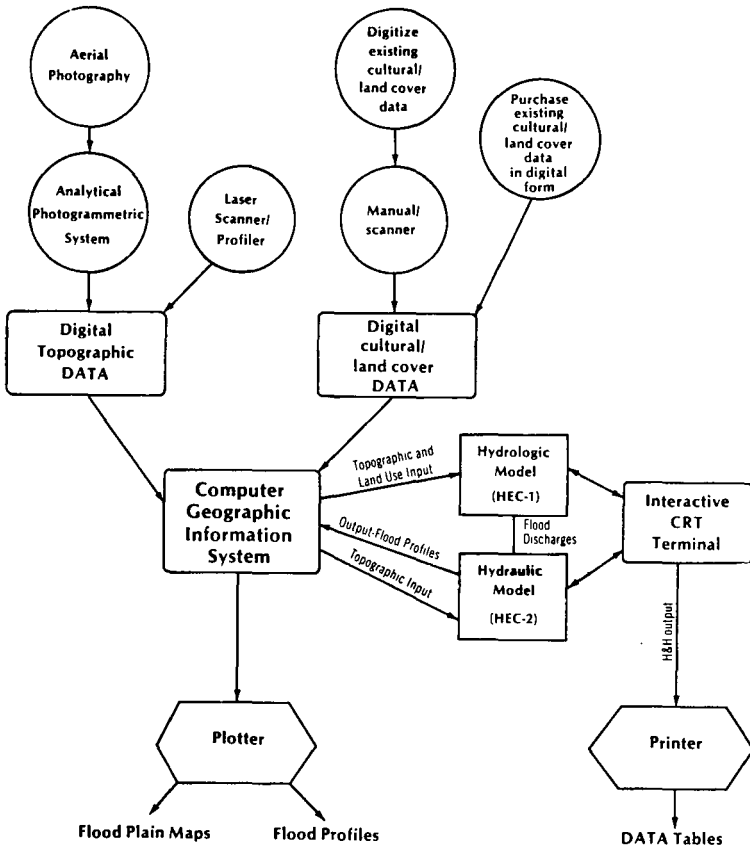 Aerial
Photography
Digitize
existing
cultural/
land cover
data
Purchase
existing
cultural/
land cover
data
in digital
form
Analytical
Photogrammetric
System
Laser
Scanner/
Profiler
Manual/
scanner
Digital
Topographic
DATA
Digital
cultural/
land cover
DATA
Computer
Geographic
Information
System
Topographic and
Land Use Input
Output-Flood Profiles
Topographic Input
Hydrologic
Model
(HEC-1)
Flood
Discharges
Hydraulic
Model
(HEC-2)
Interactive
CRT
Terminal
H&H output
Plotter
Printer
Flood Plain Maps
Flood Profiles
DATA Tables